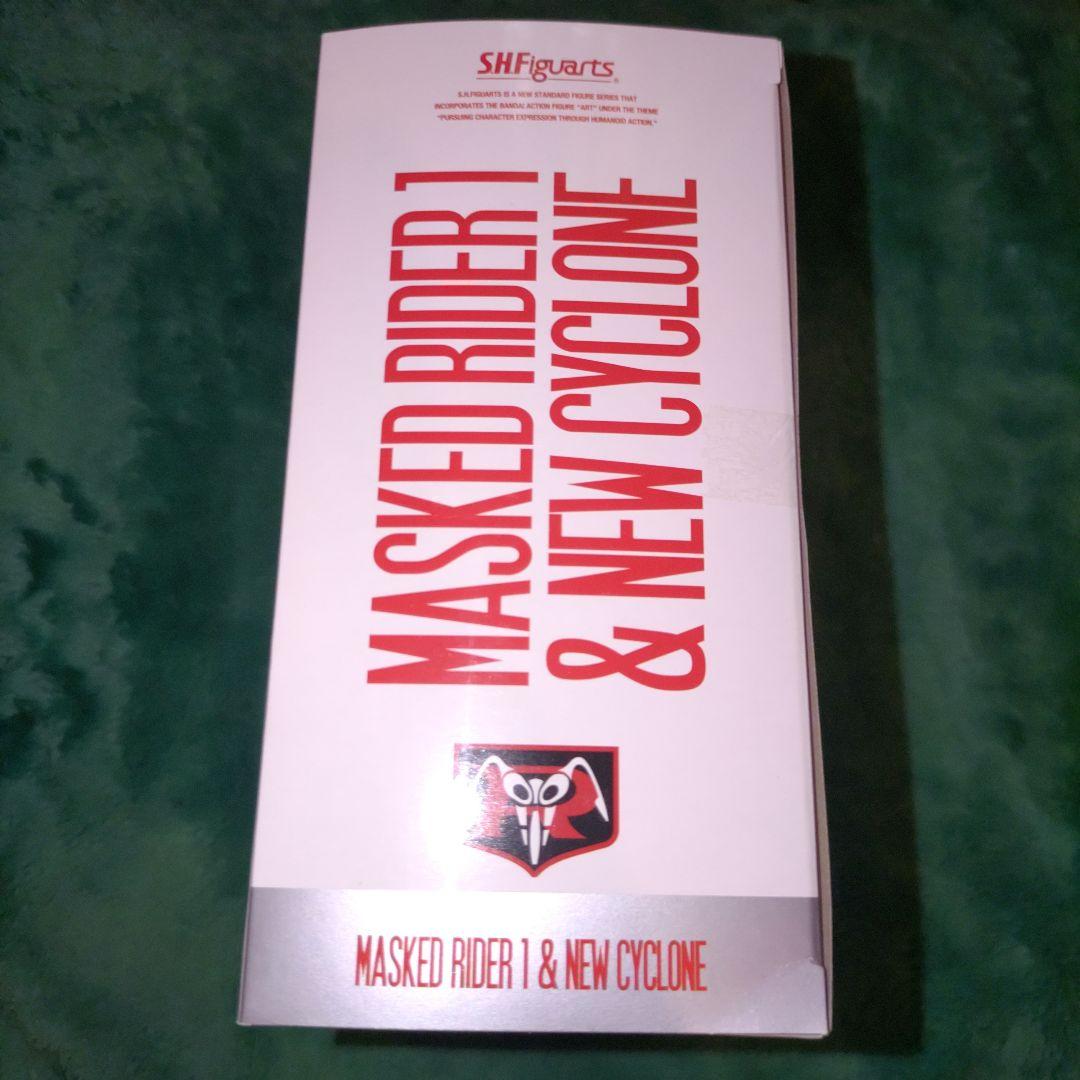 S.H.Figuarts
S.H.FIGUARTS IS A NEW STANDARD FIGURE SERIES THAT
INCORPORATES THE BANDAI ACTION FIGURE "ART" UNDER THE THEME
"PURSUING CHARACTER EXPRESSION THROUGH HUMANOID ACTION."
MASKED RIDER 1
& NEW CYCLONE
R
MASKED RIDER 1 & NEW CYCLONE